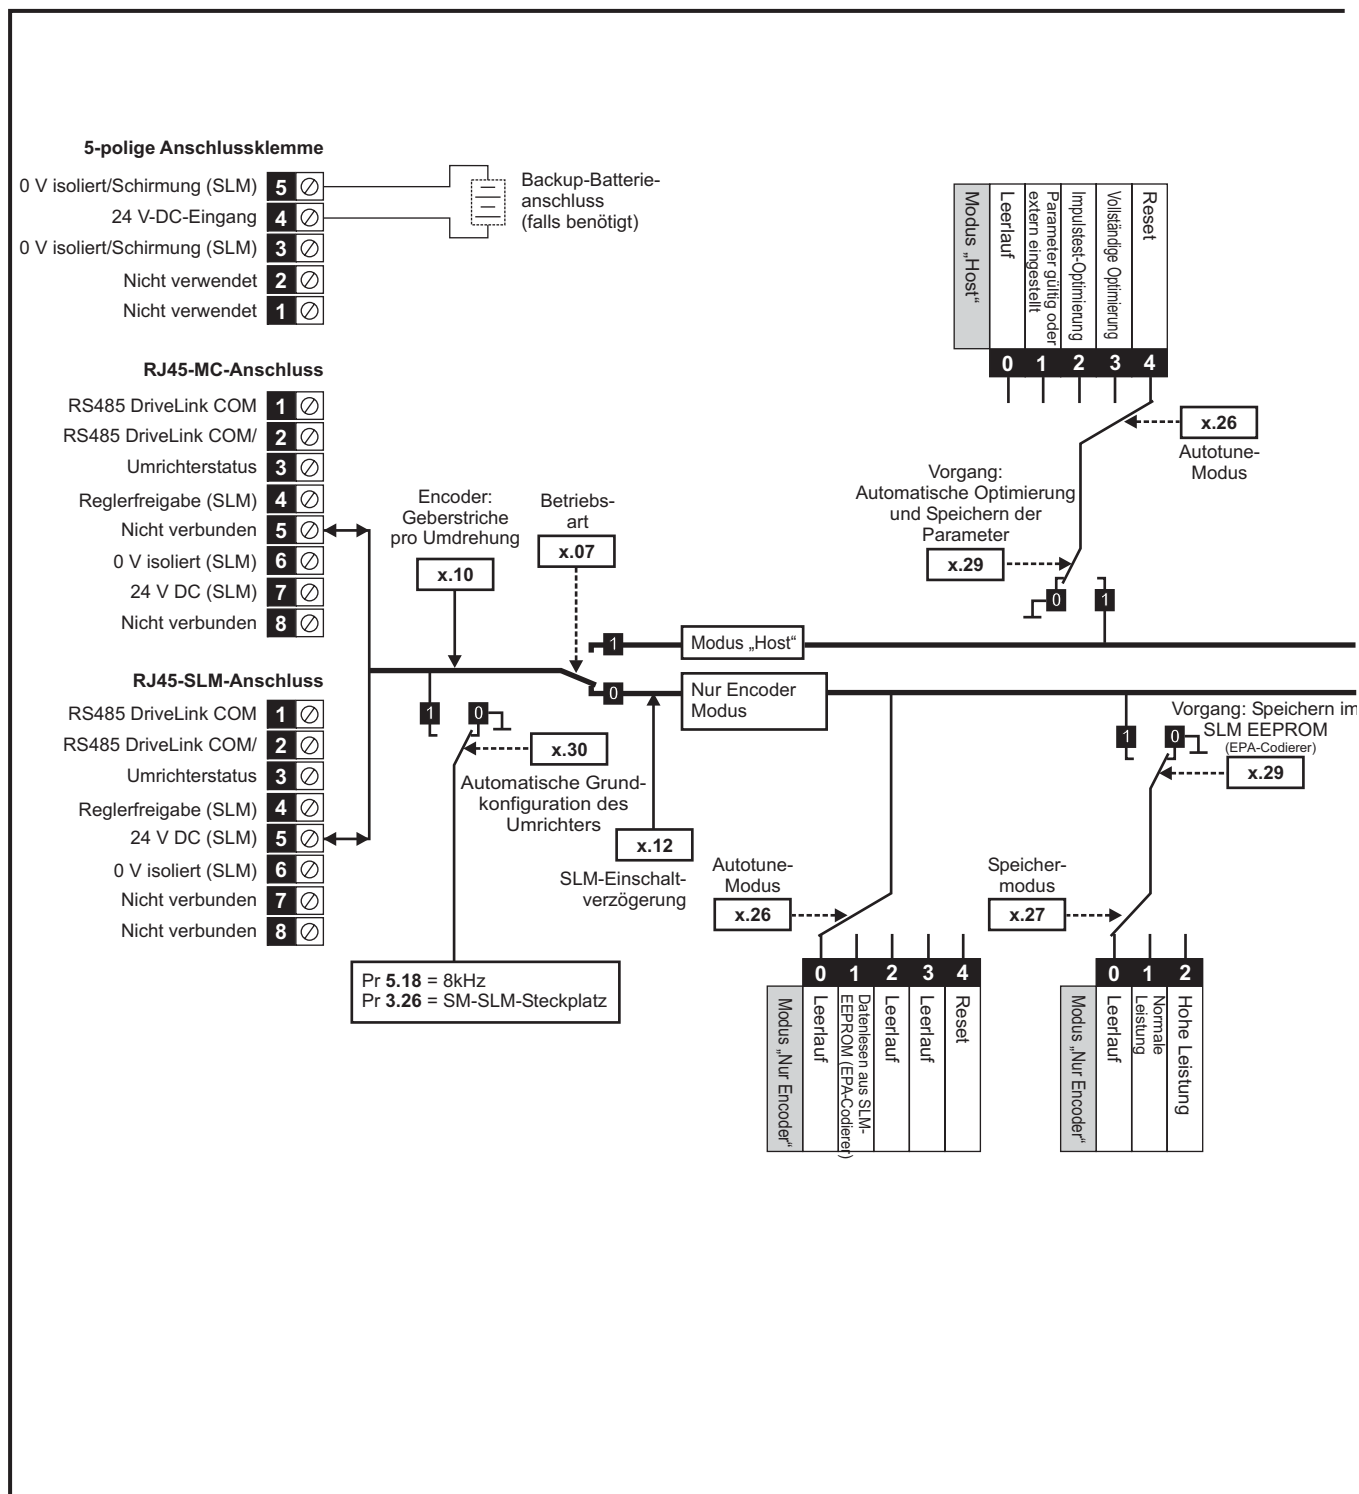 5-polige Anschlussklemme
0 V isoliert/Schirmung (SLM) 5
24 V-DC-Eingang 4
0 V isoliert/Schirmung (SLM) 3
Nicht verwendet 2
Nicht verwendet 1
Backup-Batterie-
anschluss
(falls benötigt)
RJ45-MC-Anschluss
RS485 DriveLink COM 1
RS485 DriveLink COM/ 2
Umrichterstatus 3
Reglerfreigabe (SLM) 4
Nicht verbunden 5
0 V isoliert (SLM) 6
24 V DC (SLM) 7
Nicht verbunden 8
RJ45-SLM-Anschluss
RS485 DriveLink COM 1
RS485 DriveLink COM/ 2
Umrichterstatus 3
Reglerfreigabe (SLM) 4
24 V DC (SLM) 5
0 V isoliert (SLM) 6
Nicht verbunden 7
Nicht verbunden 8
Encoder:
Geberstriche
pro Umdrehung
x.10
Betriebs-
art
x.07
1
0
Modus „Host“
Nur Encoder
Modus
1
0
x.30
Automatische Grund-
konfiguration des
Umrichters
Pr 5.18 = 8kHz
Pr 3.26 = SM-SLM-Steckplatz
x.12
SLM-Einschalt-
verzögerung
Modus „Host“
Leerlauf
Parameter gültig oder
extern eingestellt
Impulstest-Optimierung
Vollständige Optimierung
Reset
0 1 2 3 4
x.26
Autotune-
Modus
Vorgang:
Automatische Optimierung
und Speichern der
Parameter
x.29
0
1
Autotune-
Modus
x.26
0 1 2 3 4
Modus „Nur Encoder“
Leerlauf
Datenlesen aus SLM-
EEPROM (EPA-Codierer)
Leerlauf
Leerlauf
Reset
Vorgang: Speichern im
SLM EEPROM
(EPA-Codierer)
1
0
x.29
Speicher-
modus
x.27
0 1 2
Modus „Nur Encoder“
Leerlauf
Normale
Leistung
Hohe Leistung